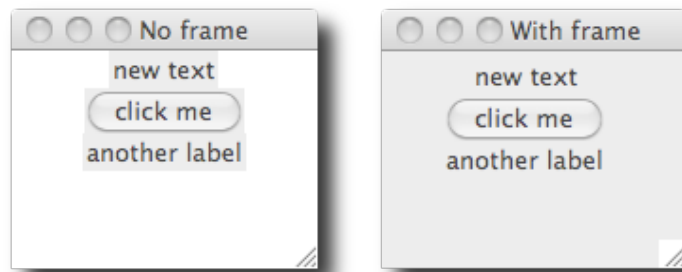 No frame
new text
click me
another label
With frame
new text
click me
another label